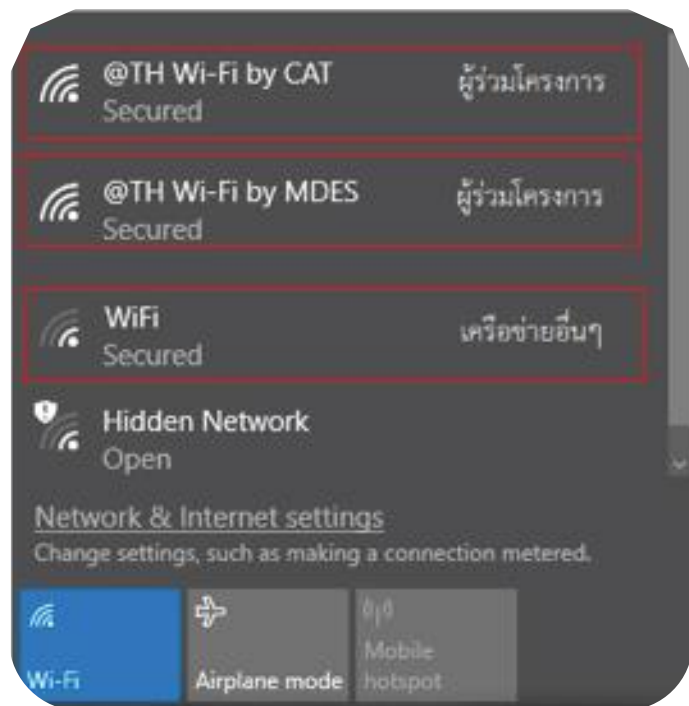 @TH Wi-Fi by CAT ผู้ร่วมโครงการ
Secured
@TH Wi-Fi by MDES ผู้ร่วมโครงการ
Secured
WiFi เครือข่ายอื่นๆ
Secured
Hidden Network
Open
Network & Internet settings
Change settings, such as making a connection metered.
Wi-Fi Airplane mode Mobile hotspot